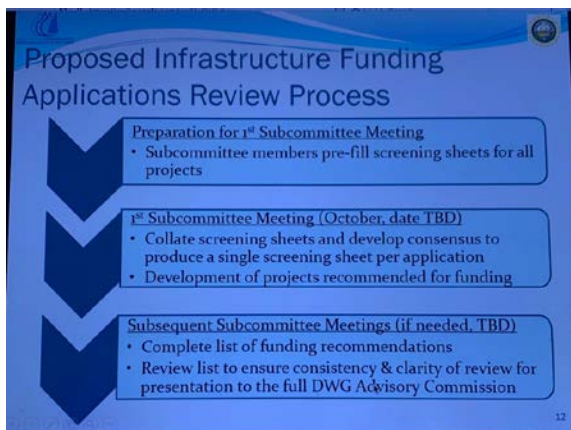 Proposed Infrastructure Funding
Applications Review Process
Preparation for 1st Subcommittee Meeting
• Subcommittee members pre-fill screening sheets for all
projects
1st Subcommittee Meeting (October, date TBD)
• Collate screening sheets and develop consensus to
produce a single screening sheet per application
• Development of projects recommended for funding
Subsequent Subcommittee Meetings (if needed, TBD)
• Complete list of funding recommendations
• Review list to ensure consistency & clarity of review for
presentation to the full DWG Advisory Commission
12